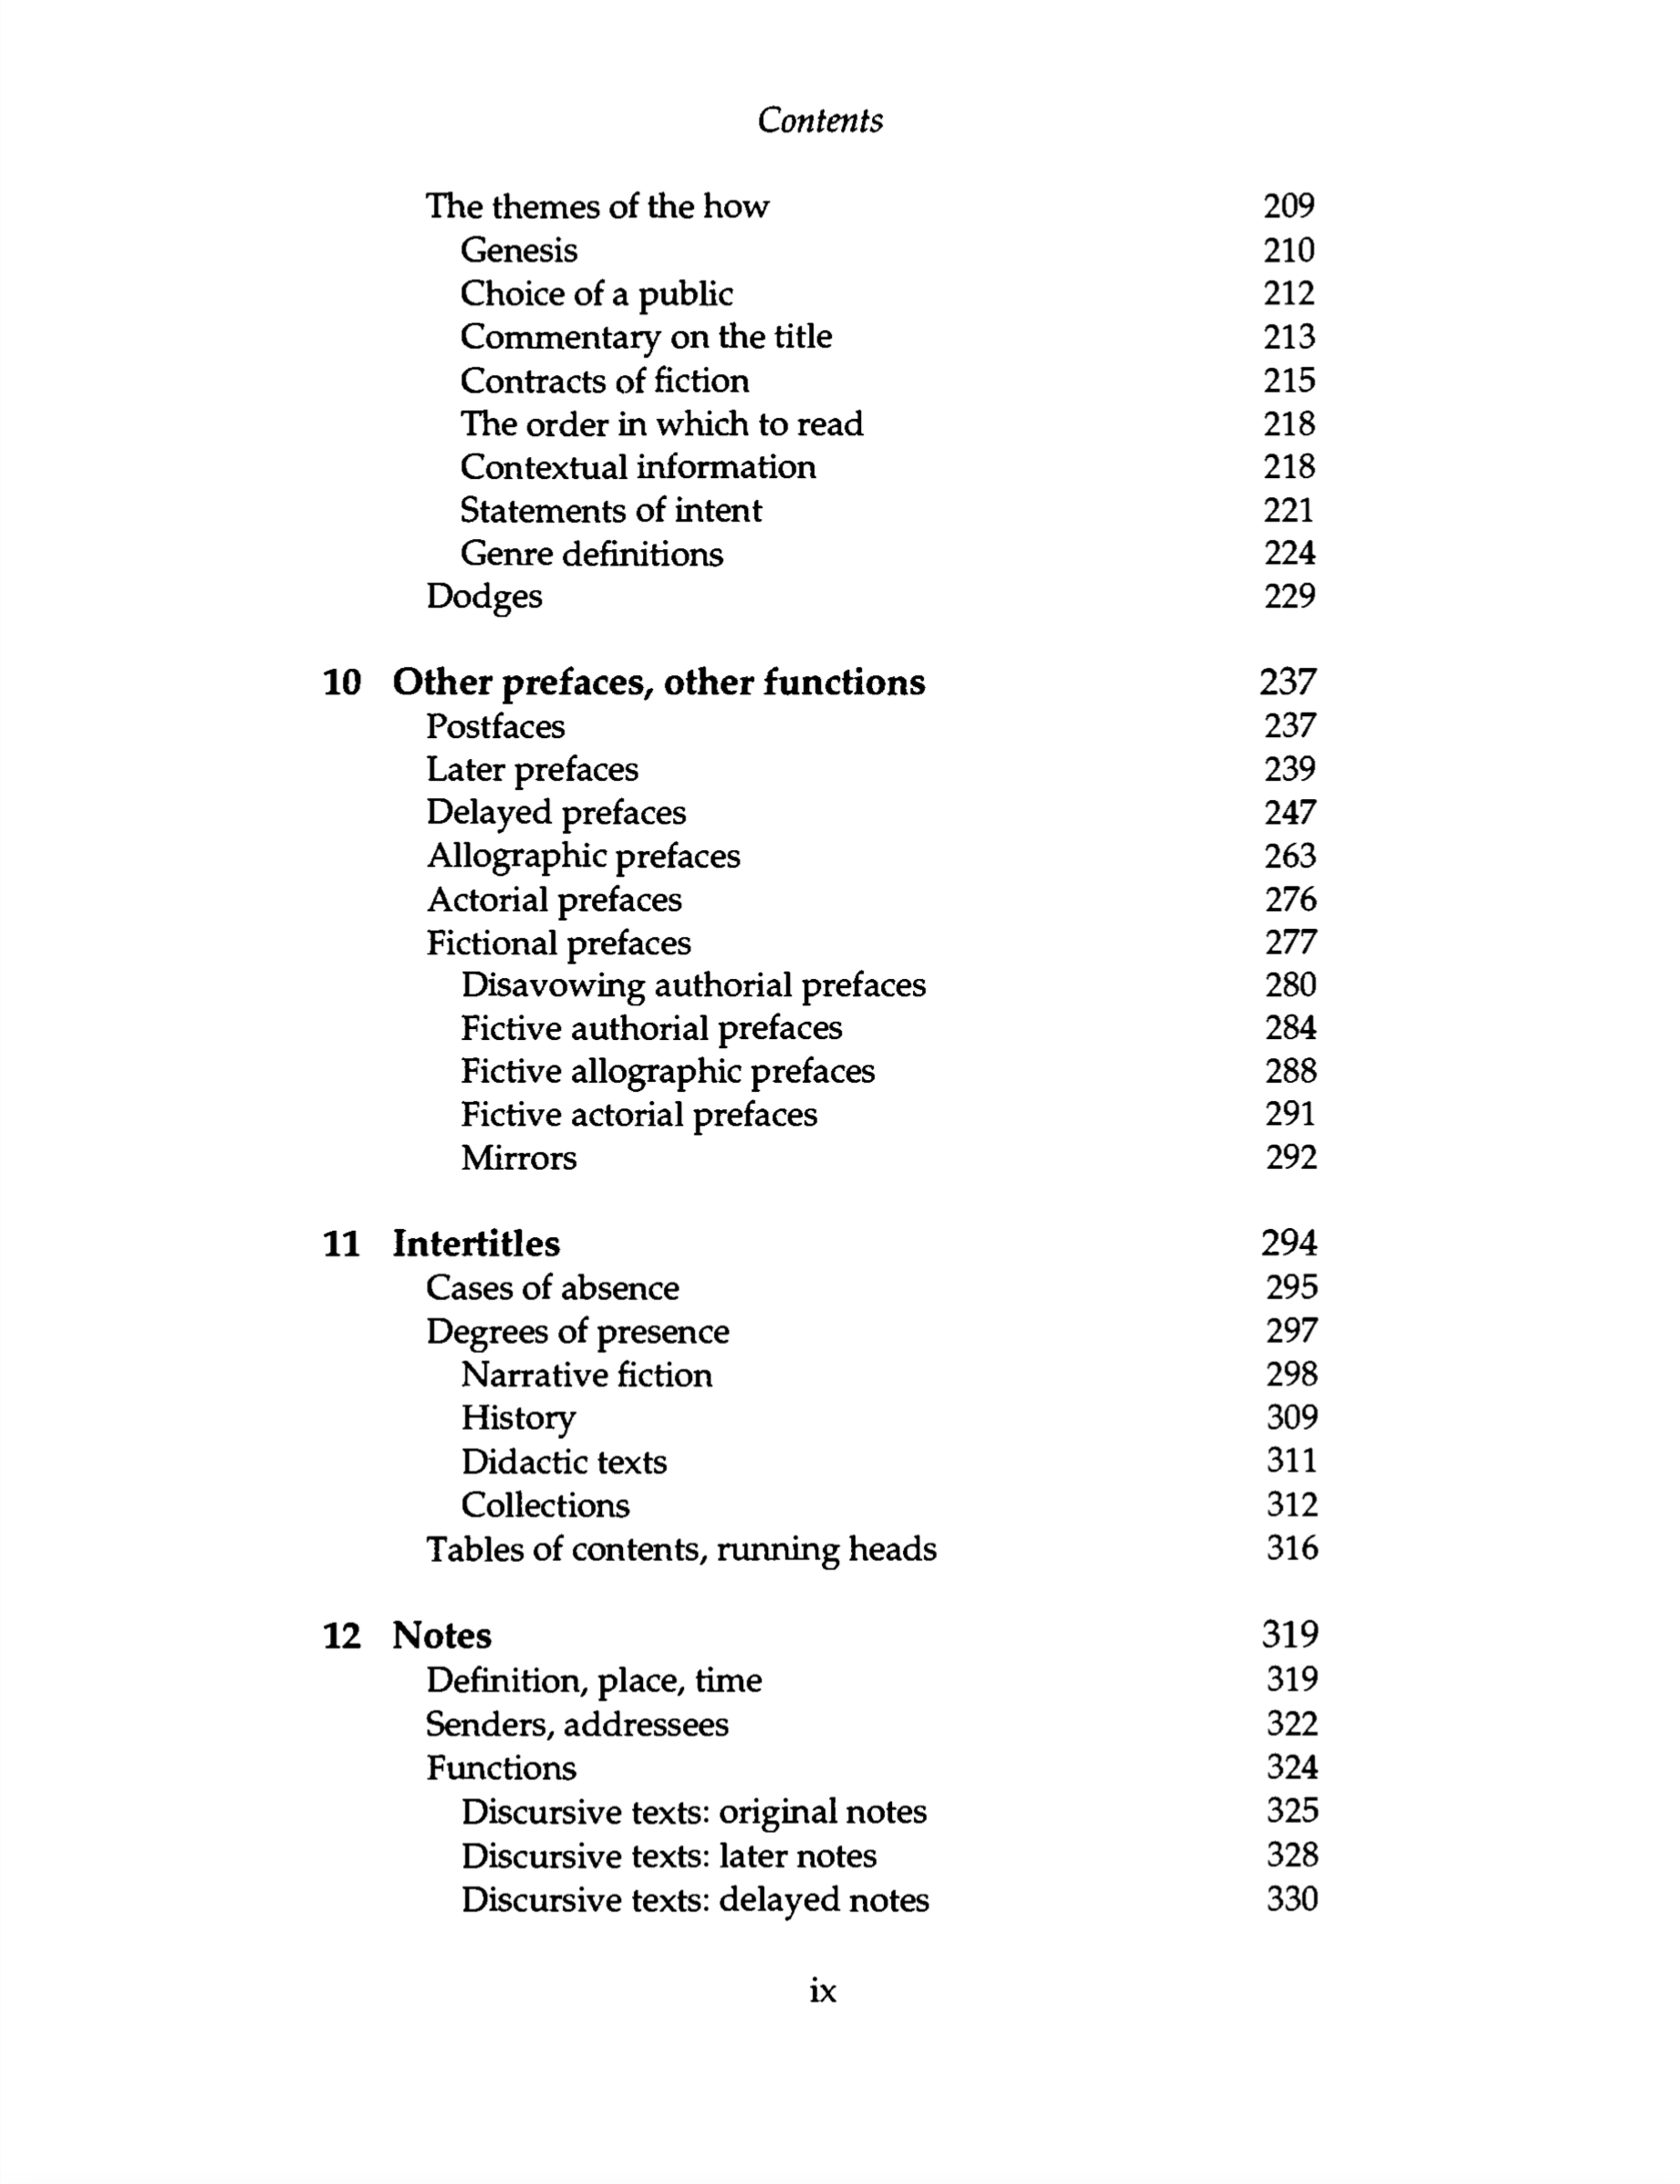 Contents
The themes of the how 209
Genesis 210
Choice of a public 212
Commentary on the title 213
Contracts of fiction 215
The order in which to read 218
Contextual information 218
Statements of intent 221
Genre definitions 224
Dodges 229
10 Other prefaces, other functions 237
Postfaces 237
Later prefaces 239
Delayed prefaces 247
Allographic prefaces 263
Actorial prefaces 276
Fictional prefaces 277
Disavowing authorial prefaces 280
Fictive authorial prefaces 284
Fictive allographic prefaces 288
Fictive actorial prefaces 291
Mirrors 292
11 Intertitles 294
Cases of absence 295
Degrees of presence 297
Narrative fiction 298
History 309
Didactic texts 311
Collections 312
Tables of contents, running heads 316
12 Notes 319
Definition, place, time 319
Senders, addressees 322
Functions 324
Discursive texts: original notes 325
Discursive texts: later notes 328
Discursive texts: delayed notes 330
ix